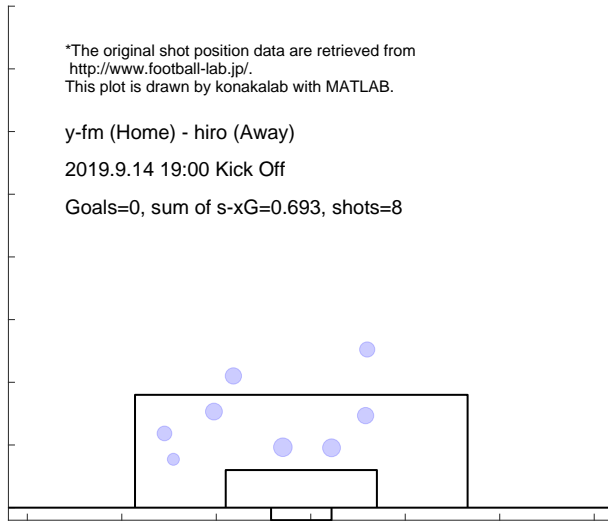 *The original shot position data are retrieved from
http://www.football-lab.jp/.
This plot is drawn by konakalab with MATLAB.
y-fm (Home) - hiro (Away)
2019.9.14 19:00 Kick Off
Goals=0, sum of s-xG=0.693, shots=8